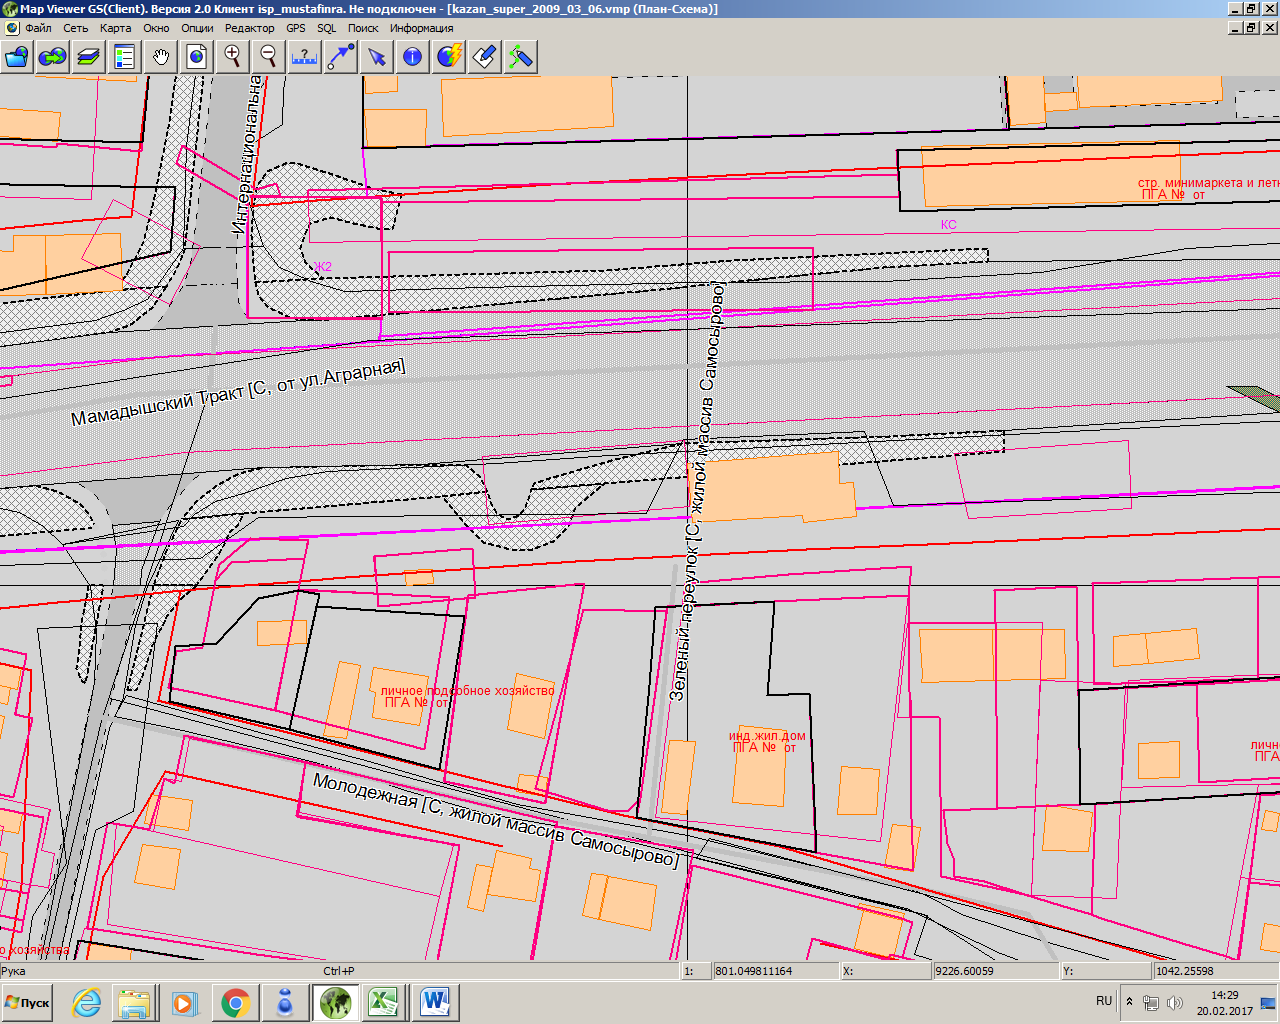 Map Viewer GS(Client). Версия 2.0 Клиент isp_mustafinra. Не подключен - [kazan_super_2009_03_06.vmp (План-Схема)]
Файл Сеть Карта Окно Опции Редактор GPS SQL Поиск Информация
Интернациональна
стр. минимаркета и летн
ПГА № от
КС
Ж2
Мамадышский Тракт [С, от ул.Аграрная]
Зеленый переулок [С, жилой массив Самосырово]
личное подсобное хозяйство
ПГА № от
инд.жил.дом
ПГА № от
личн
ПГА
Молодежная [С, жилой массив Самосырово]
о хозяйства
Рука Ctrl+P 1: 801.049811164 X: 9226.60059 Y: 1042.25598
Пуск
RU
14:29
20.02.2017